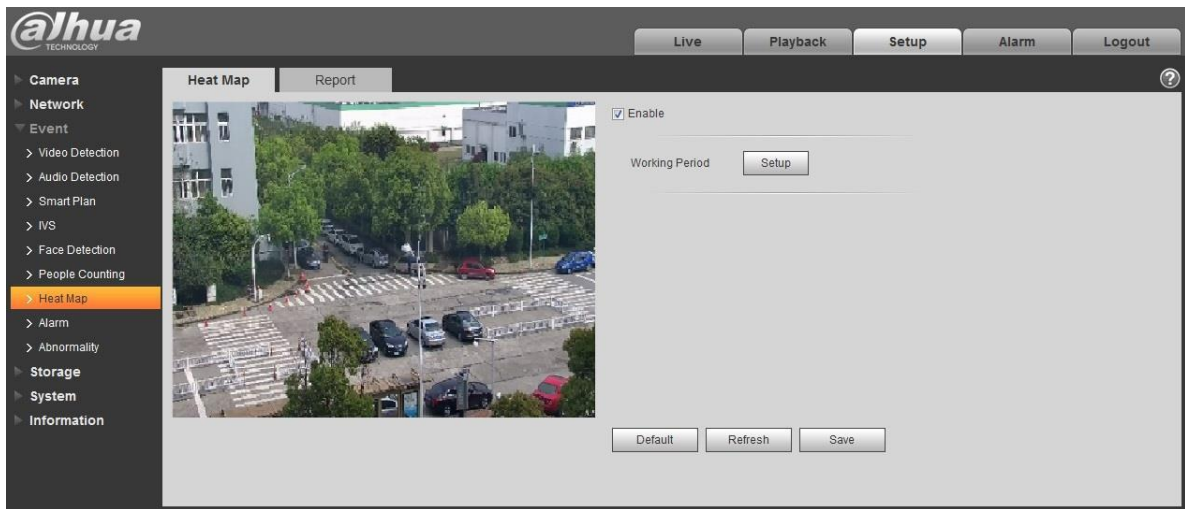 alhua
TECHNOLOGY
Live Playback Setup Alarm Logout
Camera
Network
Event
> Video Detection
> Audio Detection
> Smart Plan
> IVS
> Face Detection
> People Counting
> Heat Map
> Alarm
> Abnormality
Storage
System
Information
Heat Map Report
?
Enable
Working Period Setup
Default Refresh Save